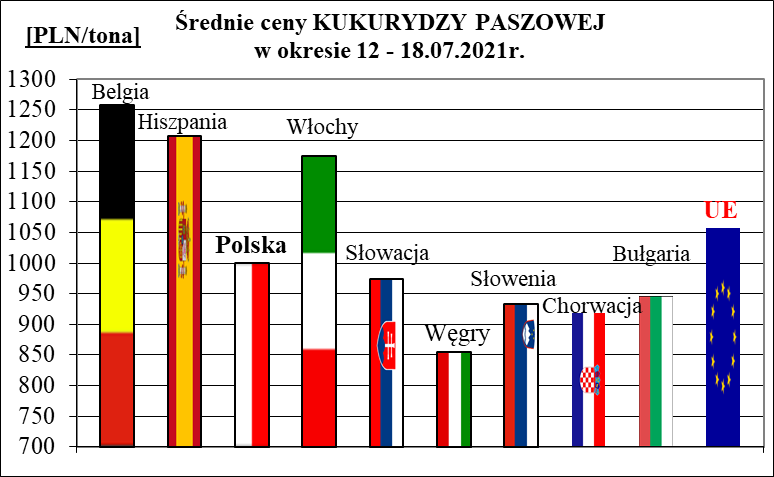 Średnie ceny KUKURYDZY PASZOWEJ
w okresie 12 - 18.07.2021r.
[PLN/tona]
1300
1250
1200
1150
1100
1050
1000
950
900
850
800
750
700
Belgia
Hiszpania
Polska
Włochy
Słowacja
Węgry
Słowenia
Chorwacja
Bułgaria
UE